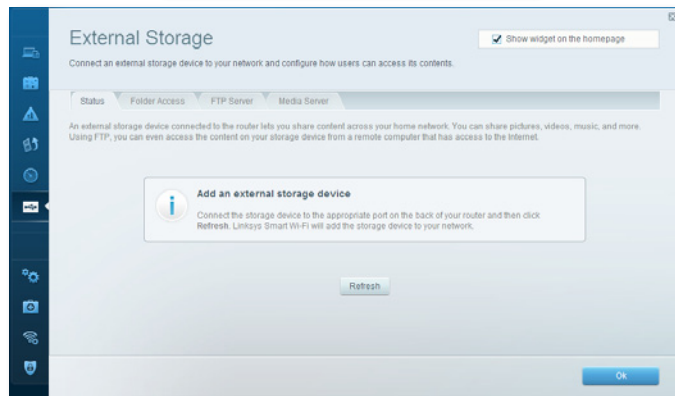 External Storage
Show widget on the homepage
Connect an external storage device to your network and configure how users can access its contents.
Status Folder Access FTP Server Media Server
An external storage device connected to the router lets you share content across your home network. You can share pictures, videos, music, and more.
Using FTP, you can even access the content on your storage device from a remote computer that has access to the Internet.
Add an external storage device
Connect the storage device to the appropriate port on the back of your router and then click
Refresh. Linksys Smart Wi-Fi will add the storage device to your network.
Refresh
Ok